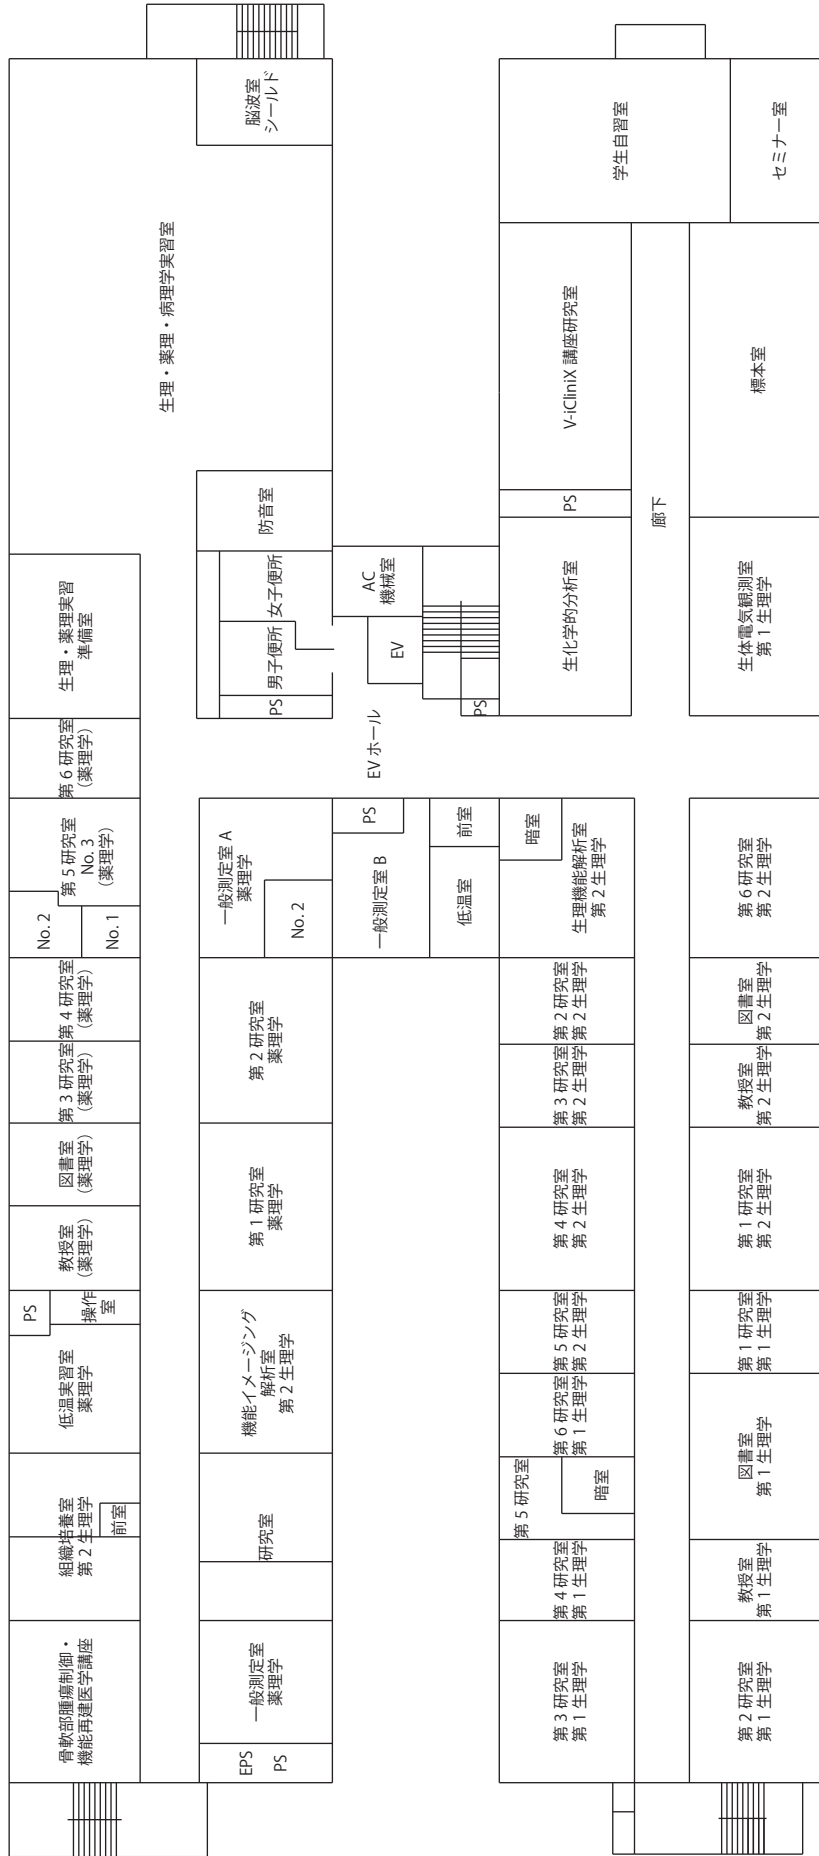 脳波室
シールド
生理・薬理・病理学実習室
防音室
女子便所
男子便所
PS
AC
機械室
EV
PS
EV ホール
学生自習室
セミナー室
V-iCliniX 講座研究室
標本室
PS
廊下
生化学的分析室
生体電気観測室
第 1 生理学
生理・薬理実習
準備室
第 6 研究室
(薬理学)
第 5 研究室
No. 3
(薬理学)
No. 2
No. 1
第 4 研究室
(薬理学)
第 3 研究室
(薬理学)
図書室
(薬理学)
教授室
(薬理学)
PS
操作
室
低温実習室
薬理学
組織培養室
第 2 生理学
前室
骨軟部腫瘍制御・
機能再建医学講座
一般測定室 A
薬理学
No. 2
第 2 研究室
薬理学
第 1 研究室
薬理学
機能イメージング
解析室
第 2 生理学
研究室
一般測定室
薬理学
EPS
PS
PS
一般測定室 B
前室
低温室
暗室
生理機能解析室
第 2 生理学
第 2 研究室
第 2 生理学
第 3 研究室
第 2 生理学
第 4 研究室
第 2 生理学
第 5 研究室
第 2 生理学
第 6 研究室
第 1 生理学
第 5 研究室
暗室
第 4 研究室
第 1 生理学
第 3 研究室
第 1 生理学
第 6 研究室
第 2 生理学
図書室
第 2 生理学
教授室
第 2 生理学
第 1 研究室
第 2 生理学
第 1 研究室
第 1 生理学
図書室
第 1 生理学
教授室
第 1 生理学
第 2 研究室
第 1 生理学